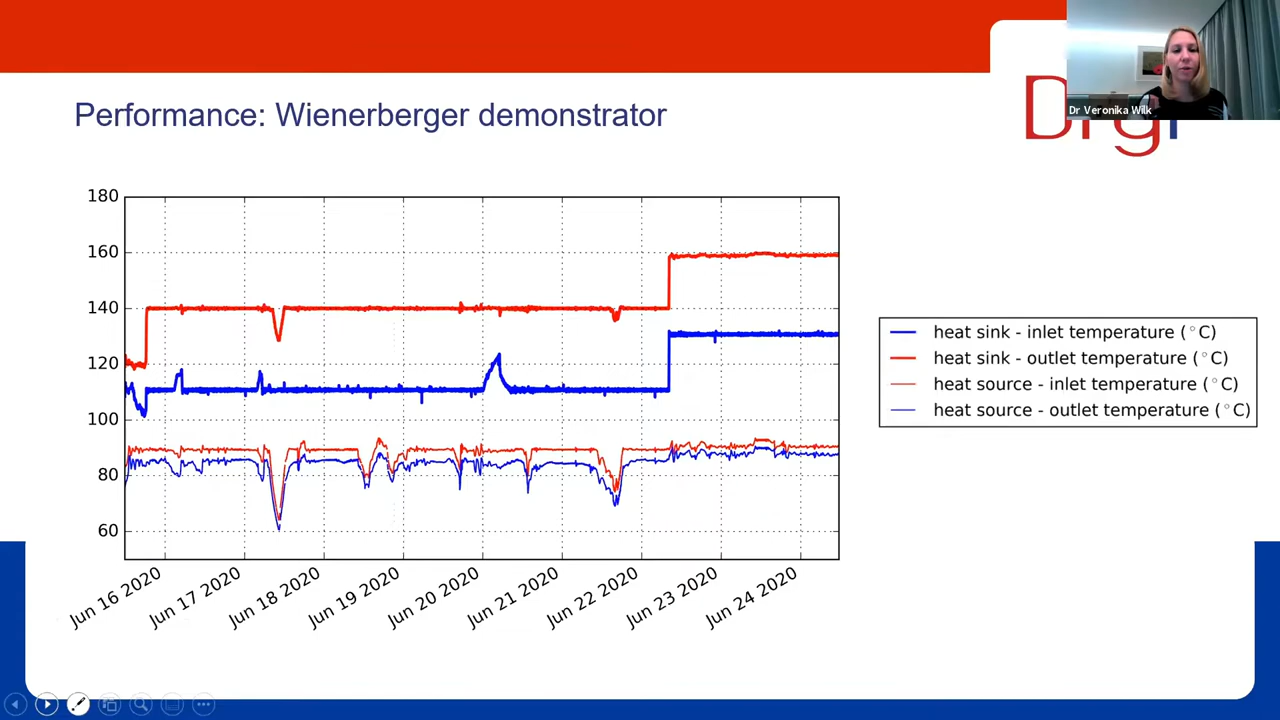 Dr Veronika Wilk
Performance: Wienerberger demonstrator
180
160
140
120
100
80
60
Jun 16 2020
Jun 17 2020
Jun 18 2020
Jun 19 2020
Jun 20 2020
Jun 21 2020
Jun 22 2020
Jun 23 2020
Jun 24 2020
heat sink - inlet temperature (°C)
heat sink - outlet temperature (°C)
heat source - inlet temperature (°C)
heat source - outlet temperature (°C)